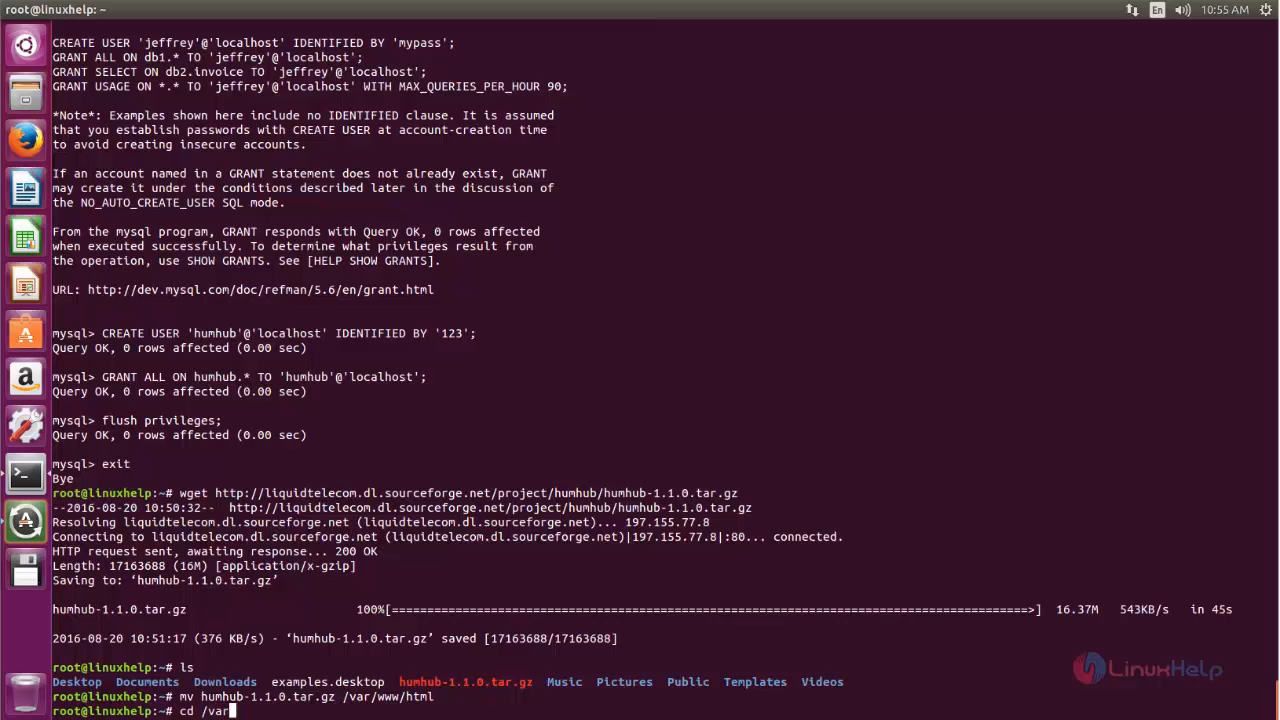 root@linuxhelp: ~
En
10:55 AM
CREATE USER 'jeffrey'@'localhost' IDENTIFIED BY 'mypass';
GRANT ALL ON db1.* TO 'jeffrey'@'localhost';
GRANT SELECT ON db2.invoice TO 'jeffrey'@'localhost';
GRANT USAGE ON *.* TO 'jeffrey'@'localhost' WITH MAX_QUERIES_PER_HOUR 90;
*Note*: Examples shown here include no IDENTIFIED clause. It is assumed
that you establish passwords with CREATE USER at account-creation time
to avoid creating insecure accounts.
If an account named in a GRANT statement does not already exist, GRANT
may create it under the conditions described later in the discussion of
the NO_AUTO_CREATE_USER SQL mode.
From the mysql program, GRANT responds with Query OK, 0 rows affected
when executed successfully. To determine what privileges result from
the operation, use SHOW GRANTS. See [HELP SHOW GRANTS].
URL: http://dev.mysql.com/doc/refman/5.6/en/grant.html
mysql> CREATE USER 'humhub'@'localhost' IDENTIFIED BY '123';
Query OK, 0 rows affected (0.00 sec)
mysql> GRANT ALL ON humhub.* TO 'humhub'@'localhost';
Query OK, 0 rows affected (0.00 sec)
mysql> flush privileges;
Query OK, 0 rows affected (0.00 sec)
mysql> exit
Bye
root@linuxhelp:~# wget http://liquidtelecom.dl.sourceforge.net/project/humhub/humhub-1.1.0.tar.gz
--2016-08-20 10:50:32--  http://liquidtelecom.dl.sourceforge.net/project/humhub/humhub-1.1.0.tar.gz
Resolving liquidtelecom.dl.sourceforge.net (liquidtelecom.dl.sourceforge.net)... 197.155.77.8
Connecting to liquidtelecom.dl.sourceforge.net (liquidtelecom.dl.sourceforge.net)|197.155.77.8|:80... connected.
HTTP request sent, awaiting response... 200 OK
Length: 17163688 (16M) [application/x-gzip]
Saving to: ‘humhub-1.1.0.tar.gz’
humhub-1.1.0.tar.gz 100%[==========================================================================================>] 16.37M 543KB/s in 45s
2016-08-20 10:51:17 (376 KB/s) - ‘humhub-1.1.0.tar.gz’ saved [17163688/17163688]
root@linuxhelp:~# ls
Desktop Documents Downloads examples.desktop humhub-1.1.0.tar.gz Music Pictures Public Templates Videos
root@linuxhelp:~# mv humhub-1.1.0.tar.gz /var/www/html
root@linuxhelp:~# cd /var
LinuxHelp